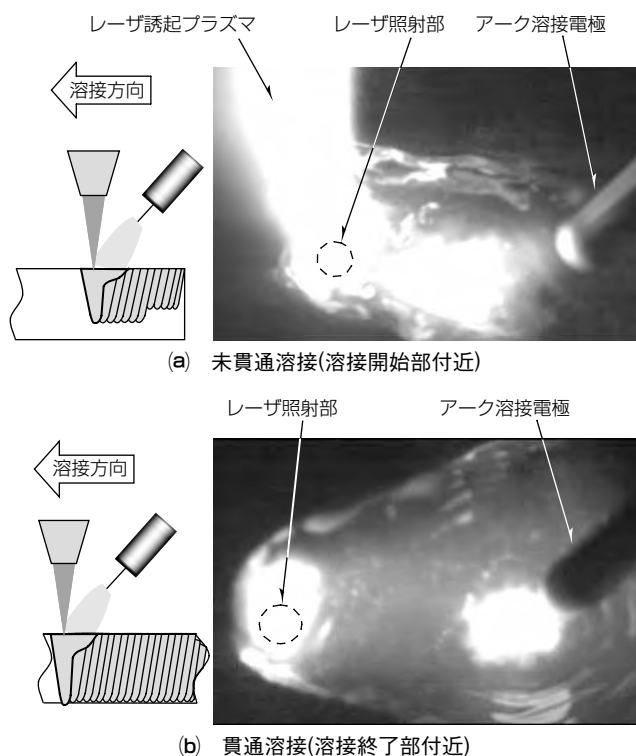 レーザ誘起プラズマ レーザ照射部 アーク溶接電極
溶接方向
(a) 未貫通溶接(溶接開始部付近)
レーザ照射部 アーク溶接電極
溶接方向
(b) 貫通溶接(溶接終了部付近)